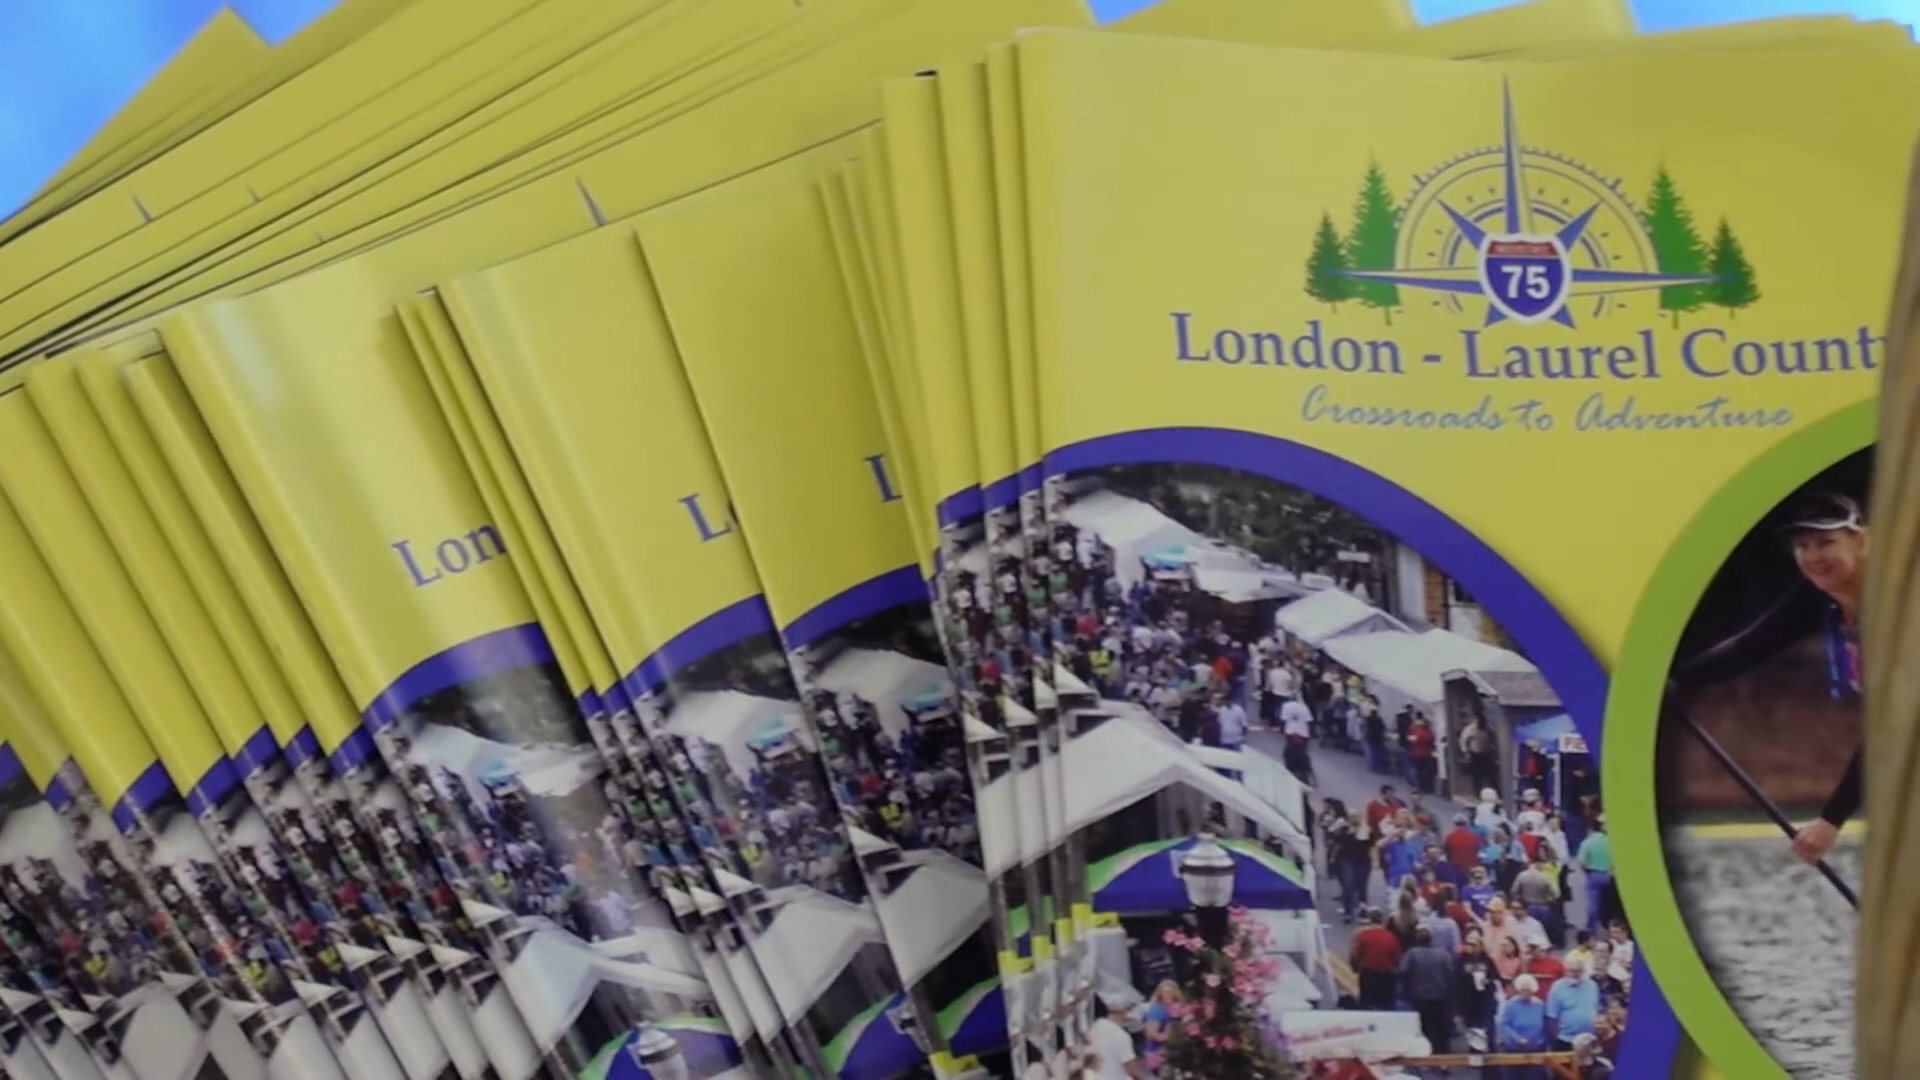 75
London - Laurel Count
Crossroads to Adventure
L
L
Lon